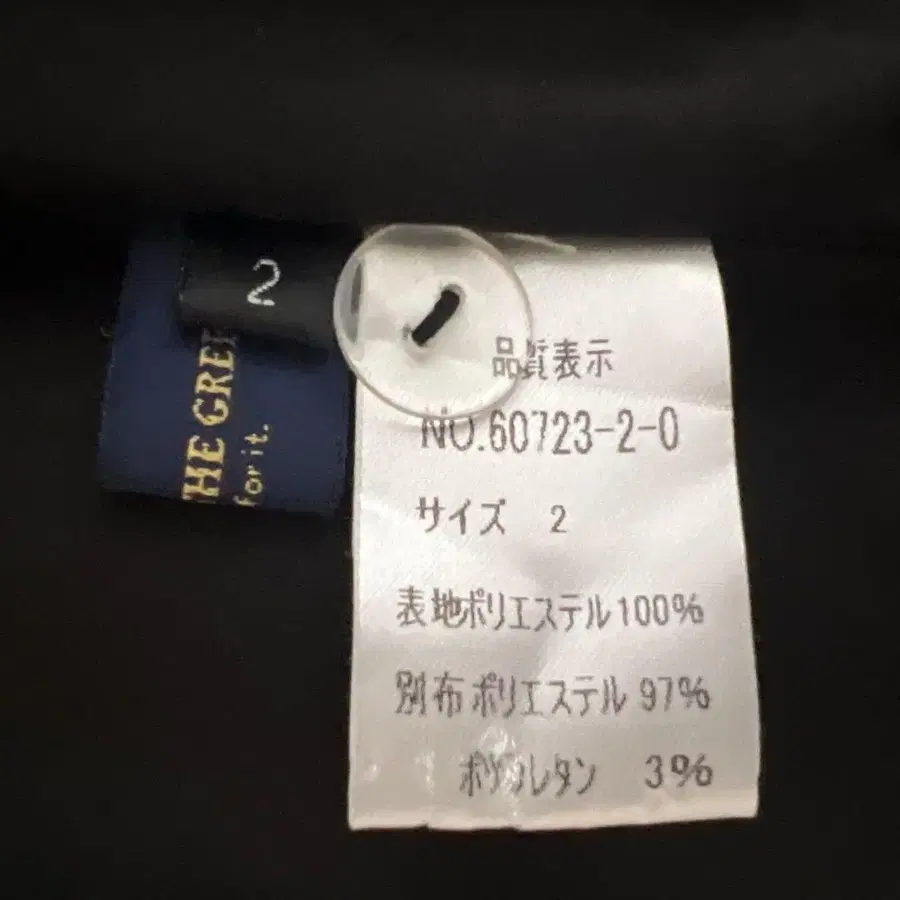 2
THE GRE
for it.
品質表示
NO.60723-2-0
サイズ 2
表地ポリエステル100%
別布ポリエステル 97%
ポリウレタン 3%